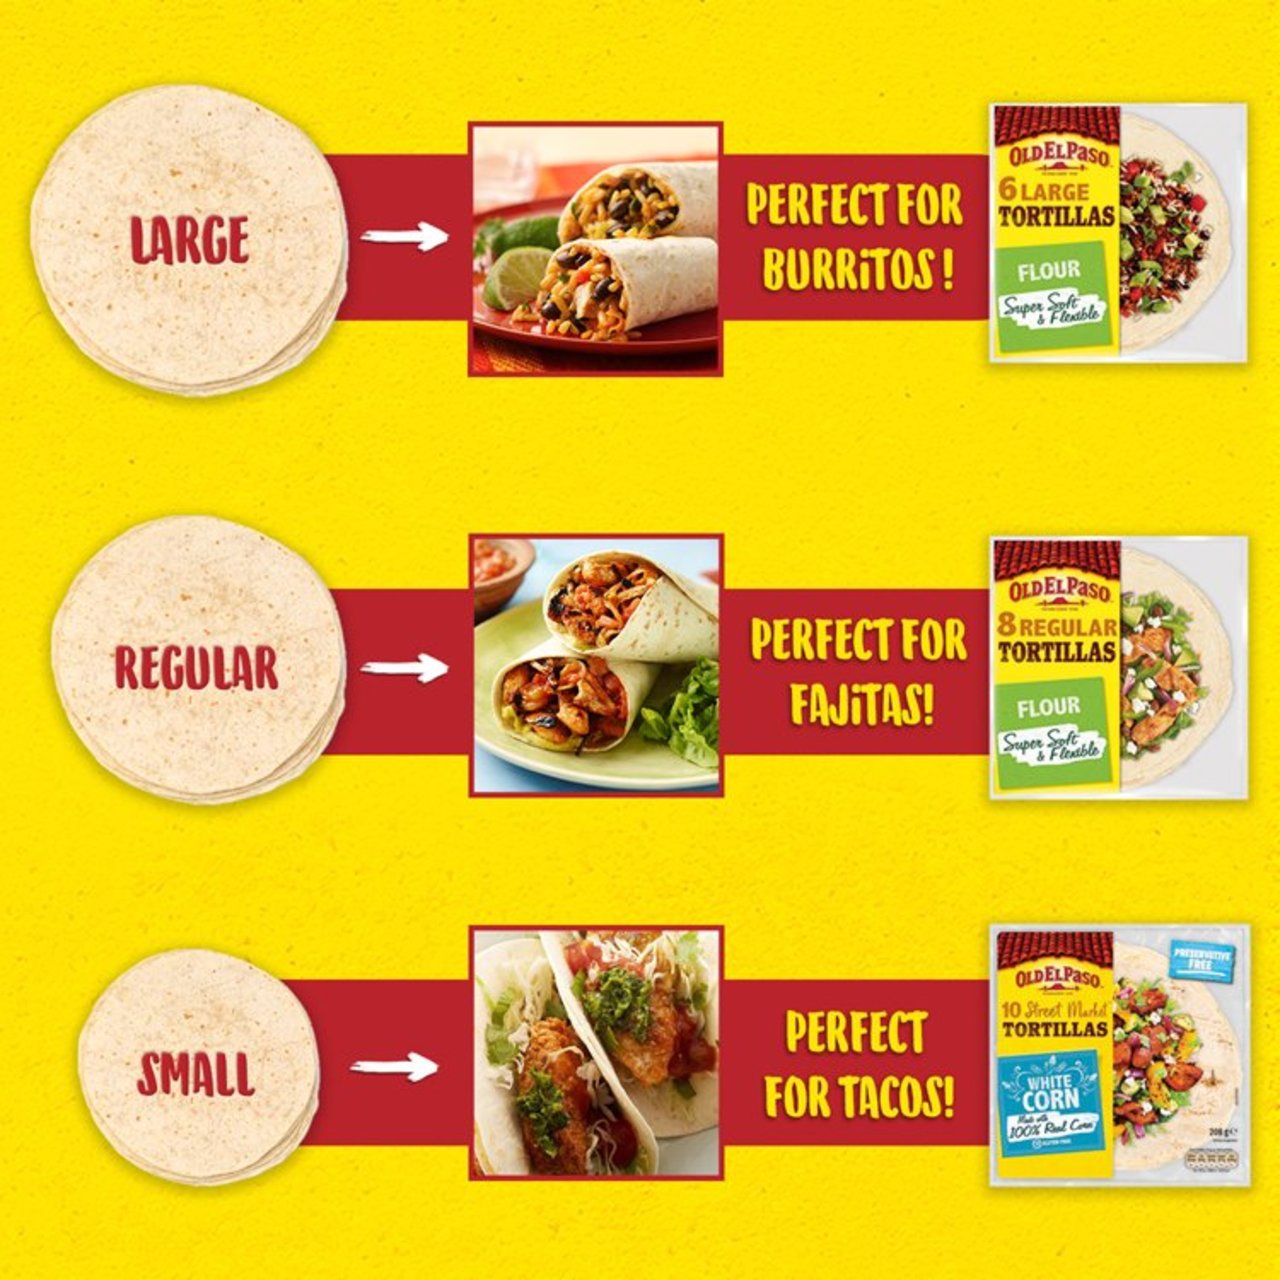 LARGE
PERFECT FOR
BURRITOS!
OLD EL PASO
6 LARGE
TORTILLAS
FLOUR
Super Soft
& Flexible
REGULAR
PERFECT FOR
FAJITAS!
OLD EL PASO
8 REGULAR
TORTILLAS
FLOUR
Super Soft
& Flexible
SMALL
PERFECT
FOR TACOS!
PRESERVATIVE
FREE
OLD EL PASO
10 Street Market
TORTILLAS
WHITE
CORN
Made with
100% Real Corn
GLUTEN FREE
208 g e